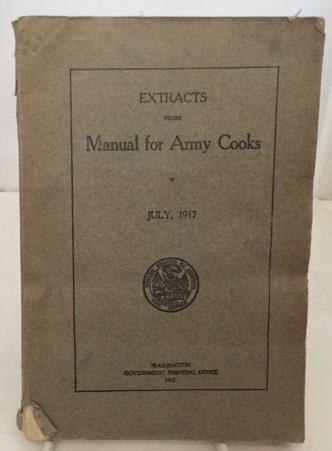 EXTRACTS
FROM
Manual for Army Cooks
JULY, 1917
WASHINGTON
GOVERNMENT PRINTING OFFICE
1917